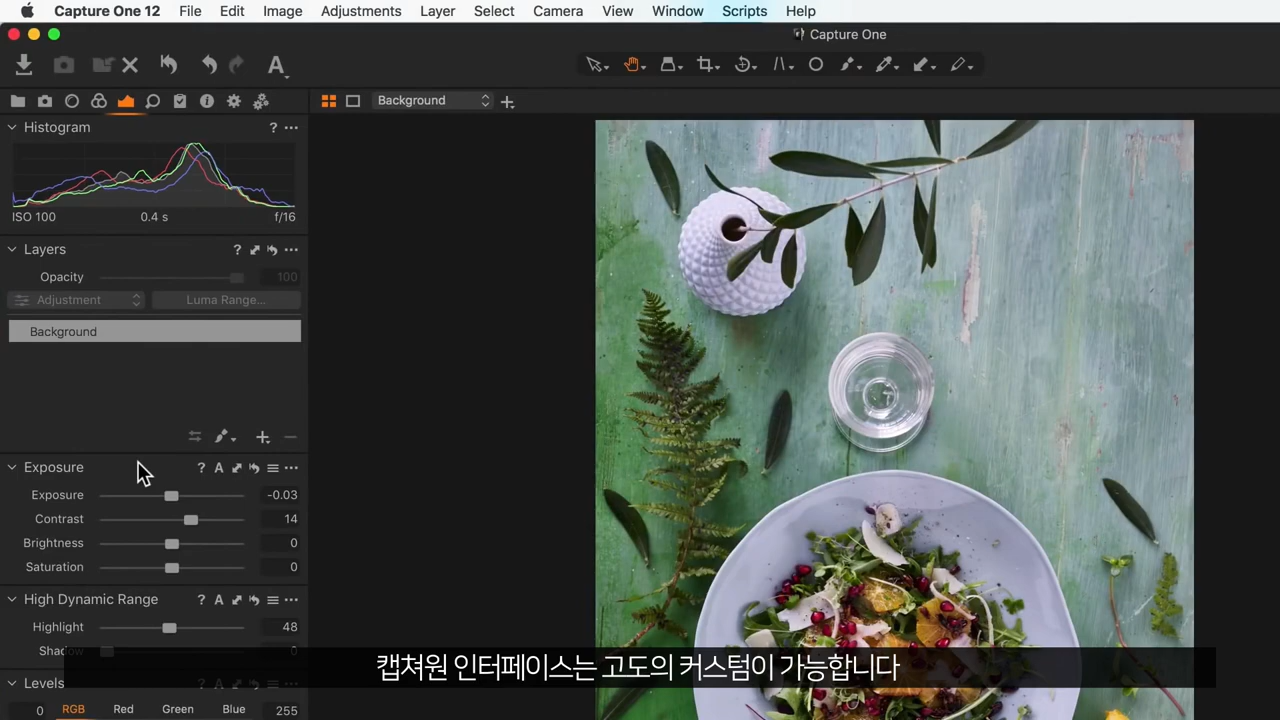 Capture One 12 File Edit Image Adjustments Layer Select Camera View Window Scripts Help
Capture One
Background
Histogram
ISO 100 0.4 s f/16
Layers
Opacity 100
Adjustment Luma Range...
Background
Exposure
Exposure -0.03
Contrast 14
Brightness 0
Saturation 0
High Dynamic Range
Highlight 48
Shadow 0
캡쳐원 인터페이스는 고도의 커스텀이 가능합니다
Levels
0 RGB Red Green Blue 255